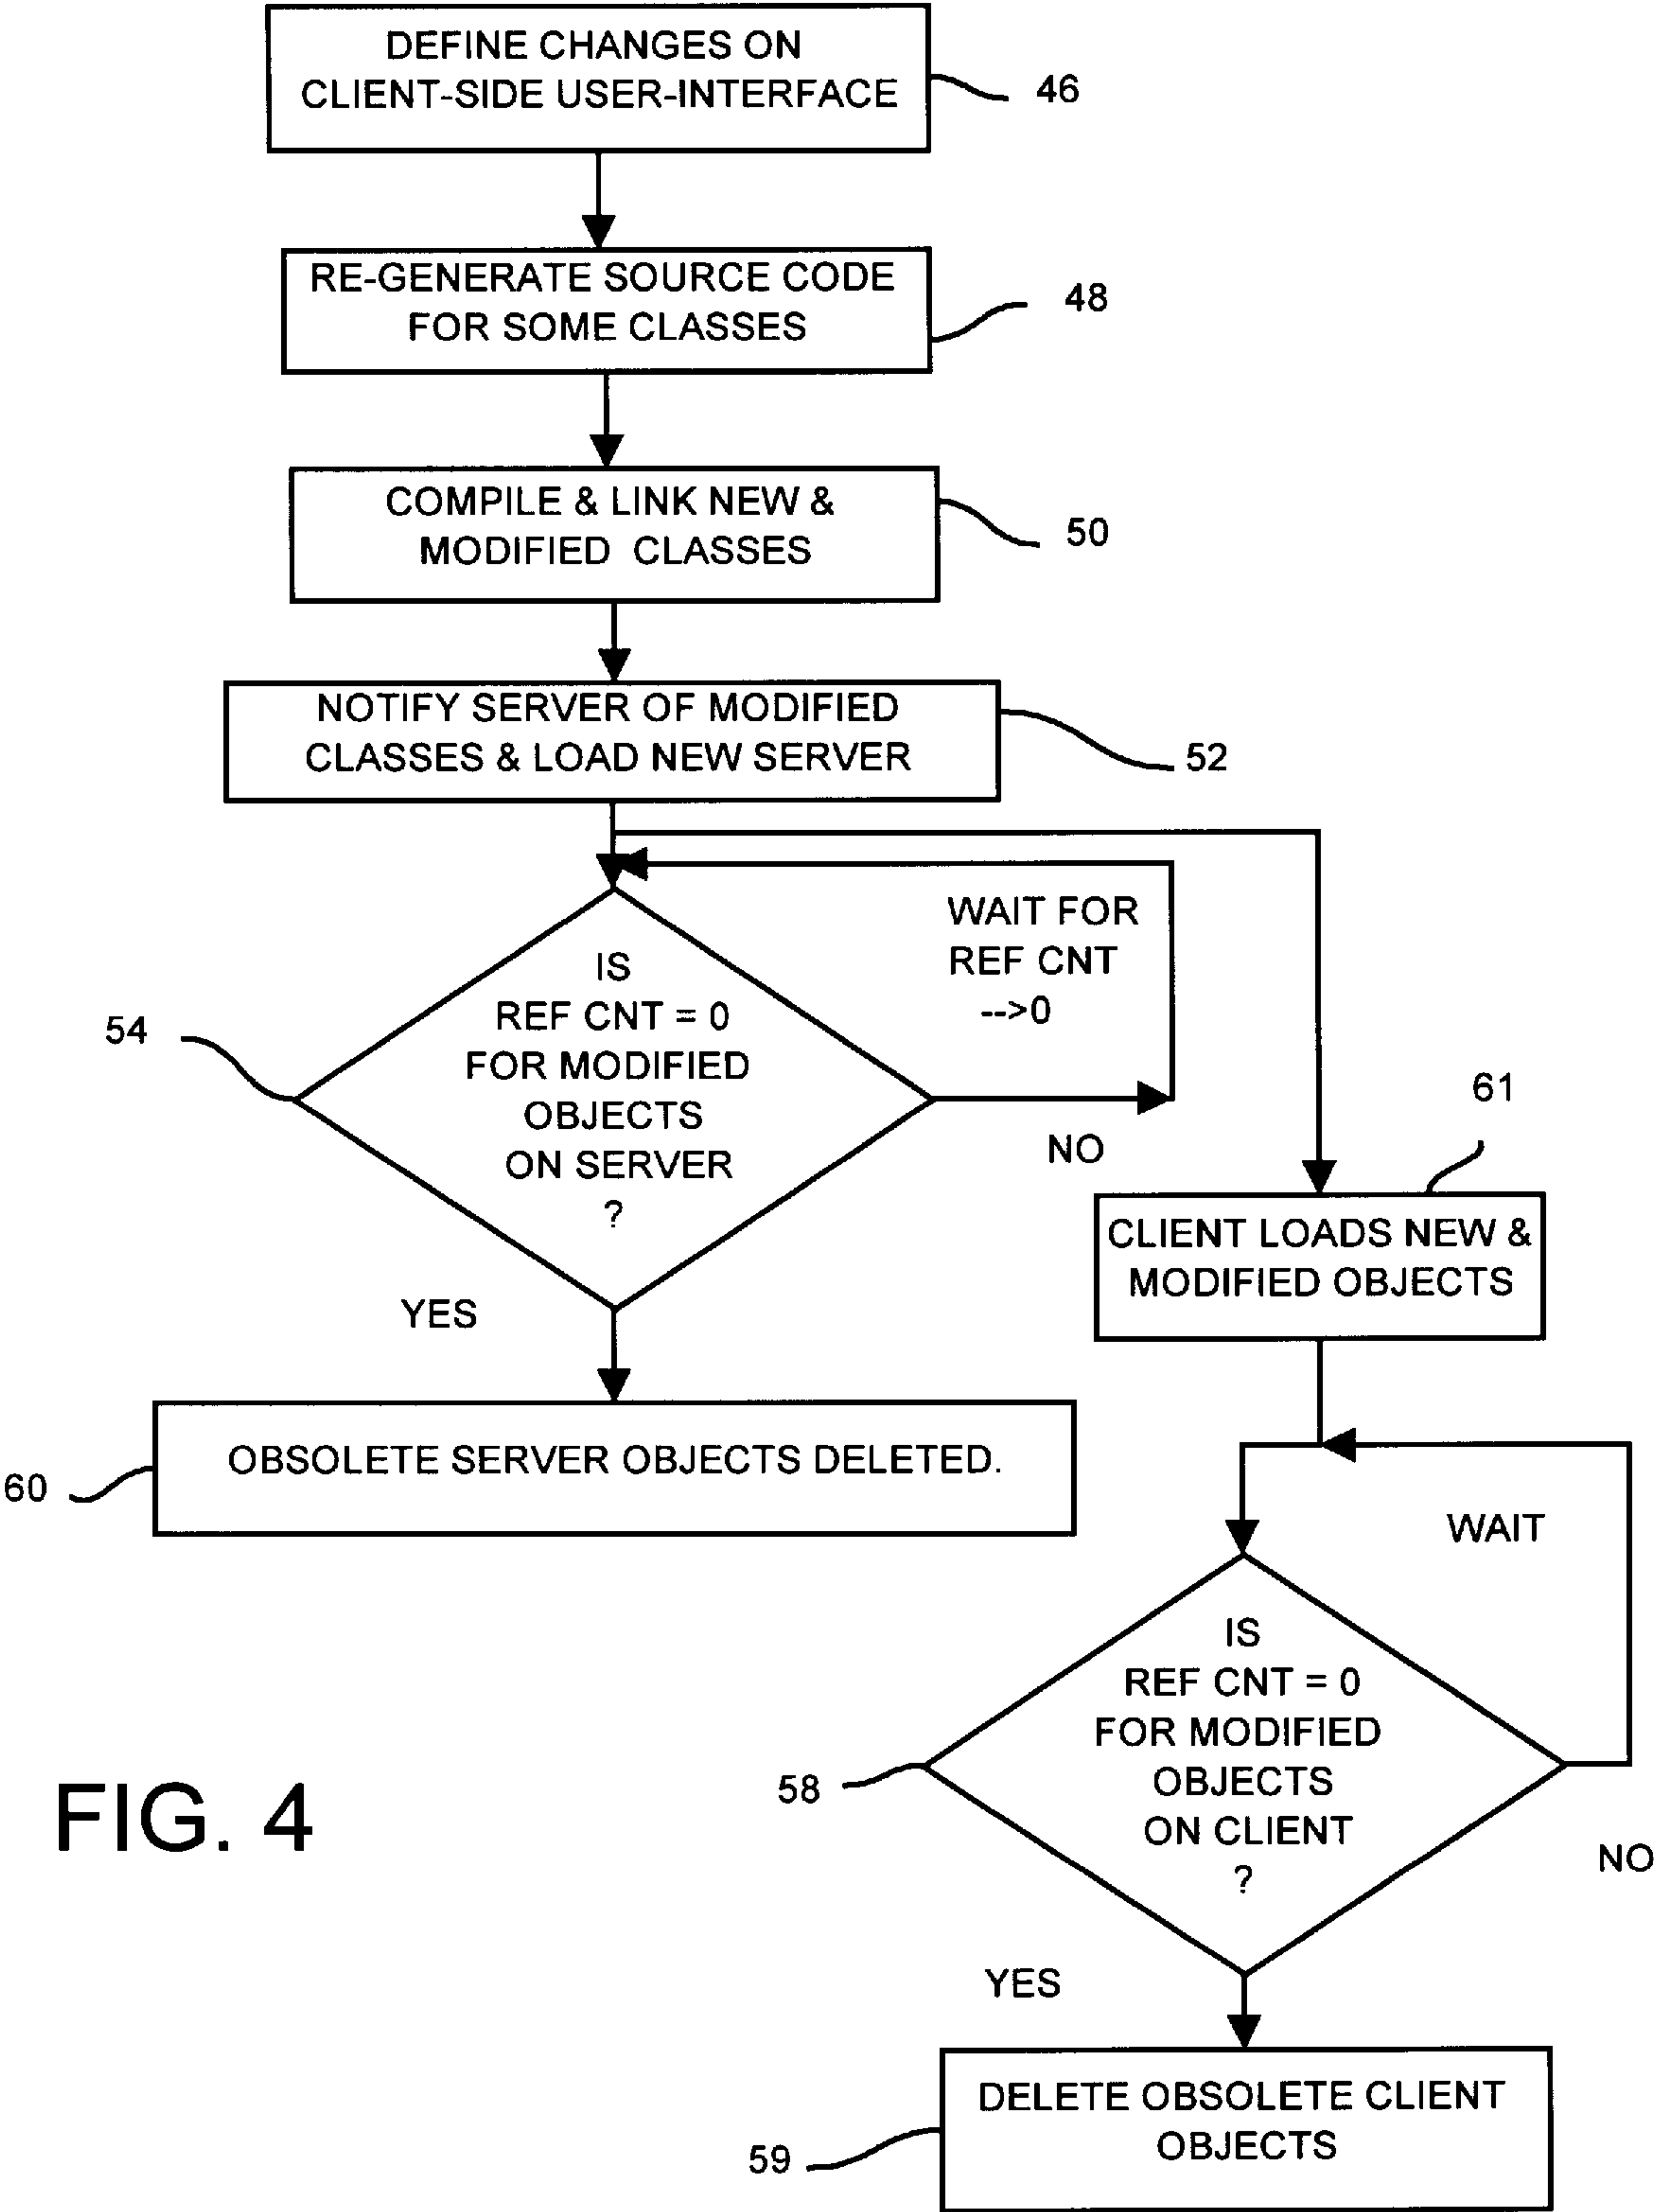 DEFINE CHANGES ON
CLIENT-SIDE USER-INTERFACE
46
RE-GENERATE SOURCE CODE
FOR SOME CLASSES
48
COMPILE & LINK NEW &
MODIFIED CLASSES
50
NOTIFY SERVER OF MODIFIED
CLASSES & LOAD NEW SERVER
52
WAIT FOR
REF CNT
-->0
IS
REF CNT = 0
FOR MODIFIED
OBJECTS
ON SERVER
?
54
NO
YES
61
CLIENT LOADS NEW &
MODIFIED OBJECTS
OBSOLETE SERVER OBJECTS DELETED.
60
WAIT
IS
REF CNT = 0
FOR MODIFIED
OBJECTS
ON CLIENT
?
58
NO
FIG. 4
YES
DELETE OBSOLETE CLIENT
OBJECTS
59